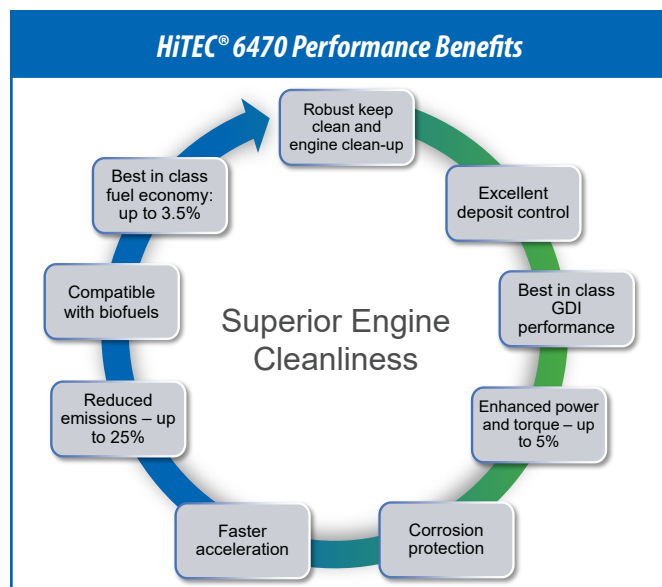 HiTEC® 6470 Performance Benefits
Robust keep
clean and
engine clean-up
Excellent
deposit control
Best in class
GDI
performance
Enhanced power
and torque – up
to 5%
Corrosion
protection
Faster
acceleration
Reduced
emissions – up
to 25%
Compatible
with biofuels
Best in class
fuel economy:
up to 3.5%
Superior Engine
Cleanliness